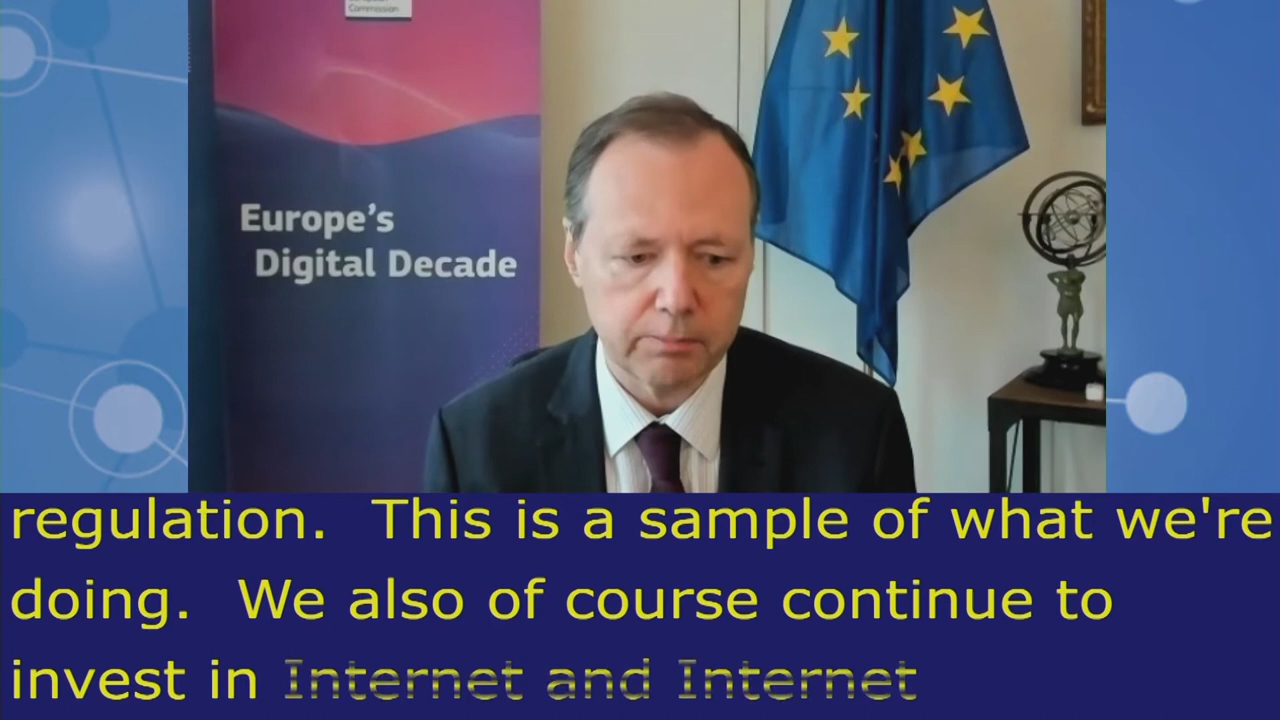 Commission
Europe's
Digital Decade
regulation.  This is a sample of what we're
doing.  We also of course continue to
invest in Internet and Internet